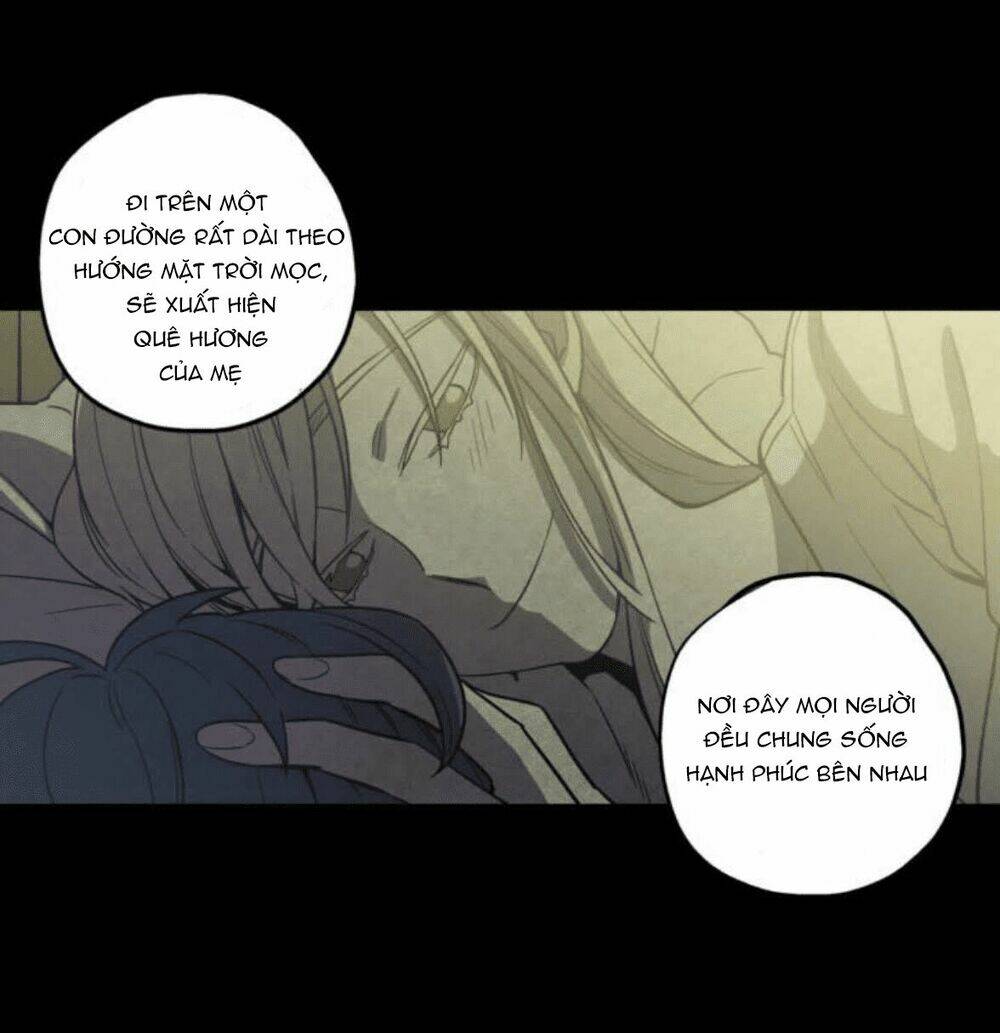 ĐI TRÊN MỘT
CON ĐƯỜNG RẤT DÀI THEO
HƯỚNG MẶT TRỜI MỌC,
SẼ XUẤT HIỆN
QUÊ HƯƠNG
CỦA MẸ
NƠI ĐÂY MỌI NGƯỜI
ĐỀU CHUNG SỐNG
HẠNH PHÚC BÊN NHAU